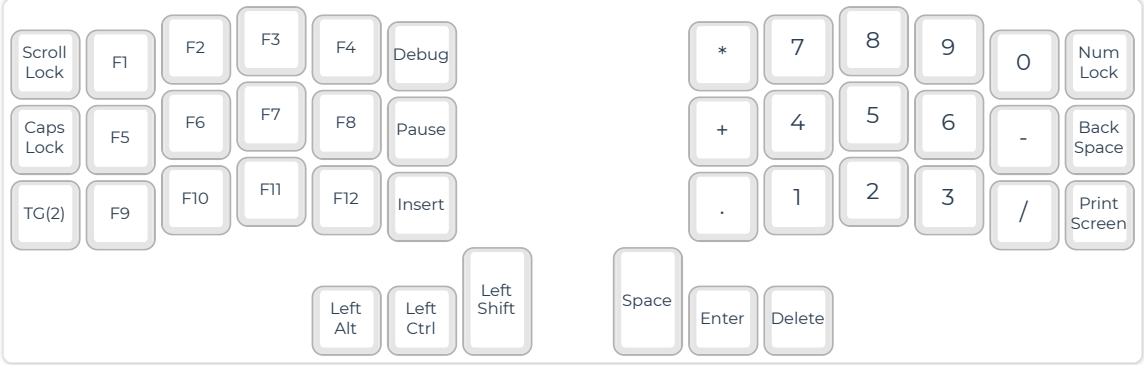 Scroll
Lock
F1
F2
F3
F4
Debug
*
7
8
9
0
Num
Lock
Caps
Lock
F5
F6
F7
F8
Pause
+
4
5
6
-
Back
Space
TG(2)
F9
F10
F11
F12
Insert
.
1
2
3
/
Print
Screen
Left
Alt
Left
Ctrl
Left
Shift
Space
Enter
Delete